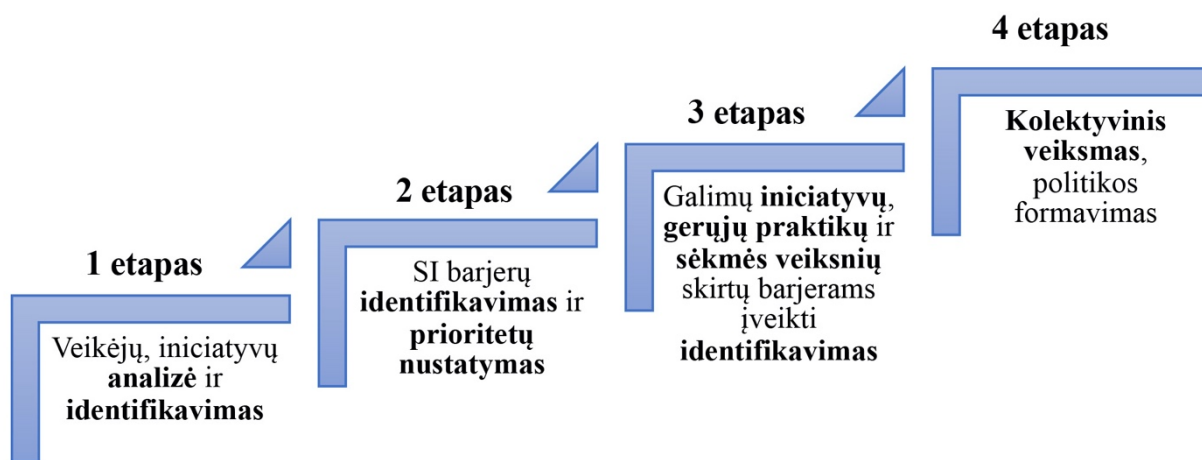 1 etapas
Veikėjų, iniciatyvų
analizė ir
identifikavimas
2 etapas
SI barjerų
identifikavimas ir
prioritetų
nustatymas
3 etapas
Galimų iniciatyvų,
gerųjų praktikų ir
sėkmės veiksnių
skirtų barjerams
įveikti
identifikavimas
4 etapas
Kolektyvinis
veiksmas,
politikos
formavimas